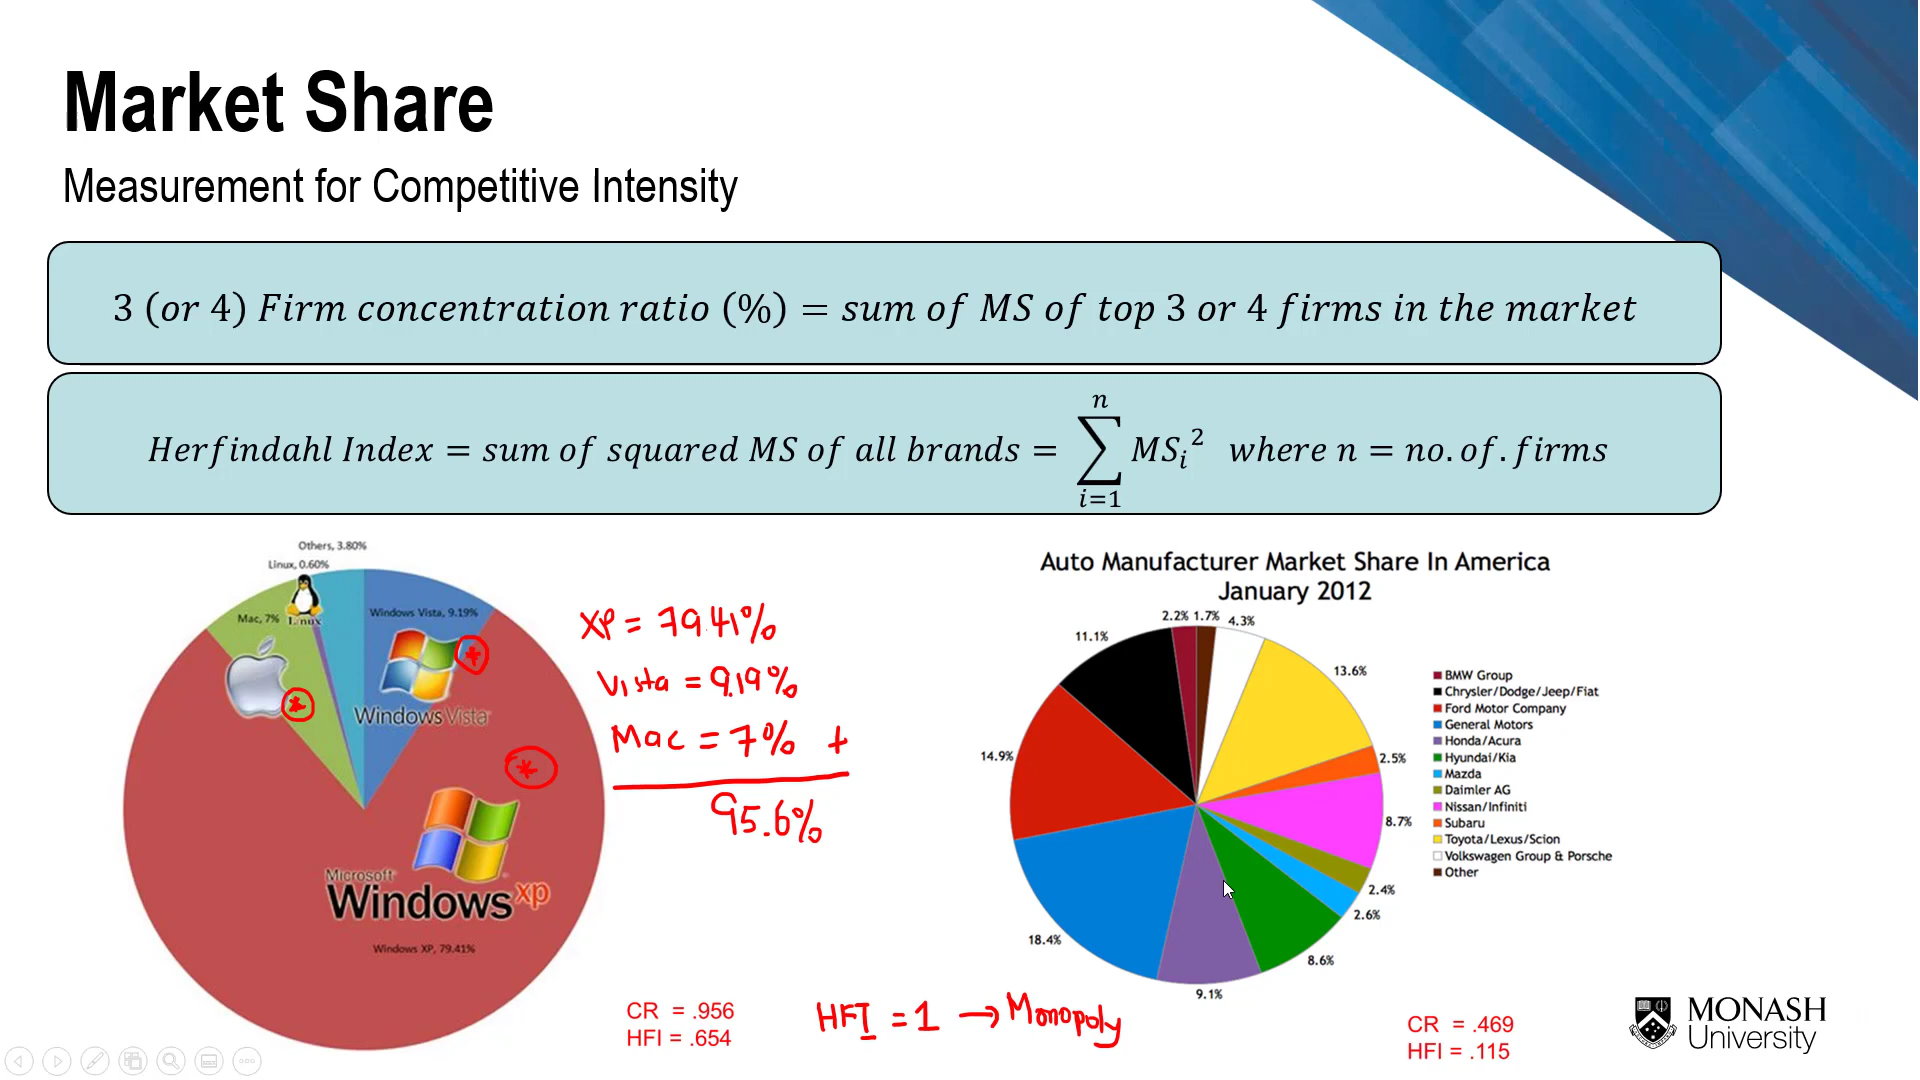 Market Share
Measurement for Competitive Intensity
3 (or 4) Firm concentration ratio (%) = sum of MS of top 3 or 4 firms in the market
Herfindahl Index = sum of squared MS of all brands = ∑ⁿᵢ₌₁ MSᵢ² where n = no. of. firms
Others, 3.80%
Linux, 0.60%
Mac, 7%
Linux
Windows Vista, 9.19%
Windows Vista
Microsoft
Windows xp
Windows XP, 79.41%
XP = 79.41%
Vista = 9.19%
Mac = 7% +
95.6%
CR = .956
HFI = .654
HFI = 1 → Monopoly
Auto Manufacturer Market Share In America
January 2012
2.2% 1.7% 4.3%
11.1%
13.6%
14.9%
2.5%
8.7%
2.4%
2.6%
18.4%
8.6%
9.1%
BMW Group
Chrysler/Dodge/Jeep/Fiat
Ford Motor Company
General Motors
Honda/Acura
Hyundai/Kia
Mazda
Daimler AG
Nissan/Infiniti
Subaru
Toyota/Lexus/Scion
Volkswagen Group & Porsche
Other
CR = .469
HFI = .115
MONASH
University